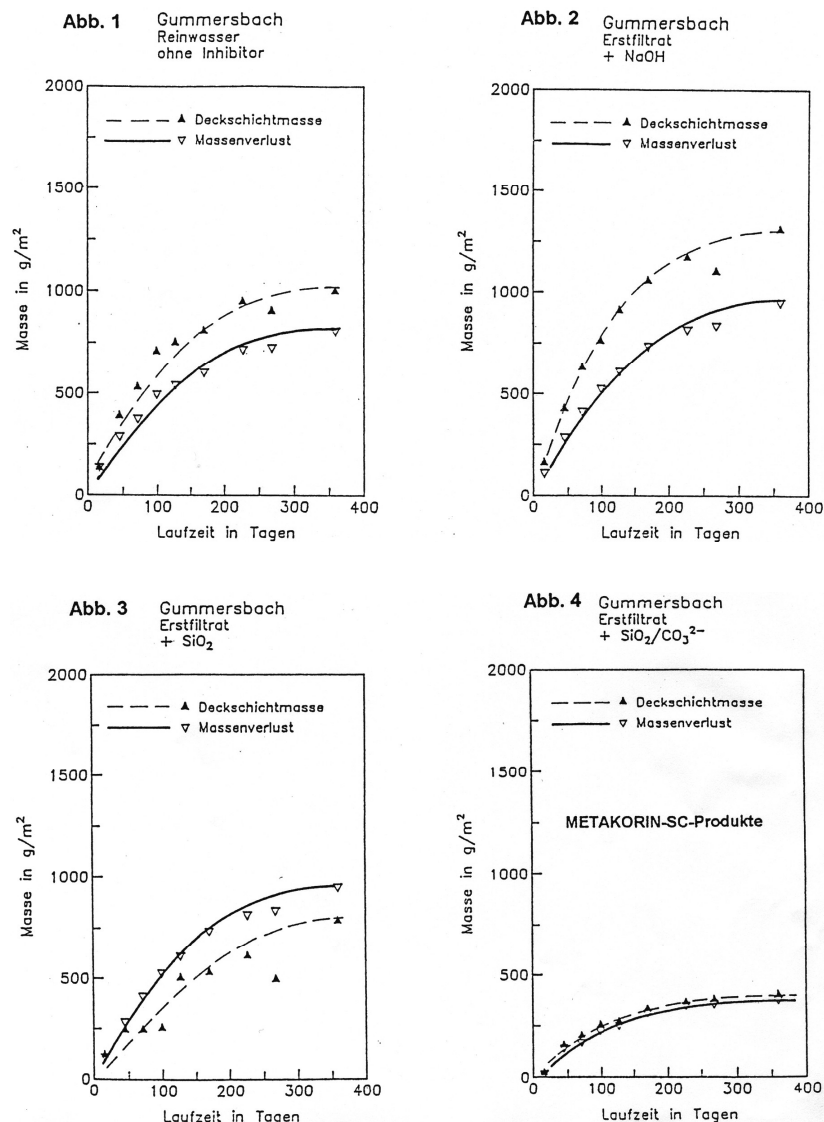 Abb. 1 Gummersbach
Reinwasser
ohne Inhibitor
2000
1500
1000
500
0
Masse in g/m²
▲ Deckschichtmasse
▽ Massenverlust
0 100 200 300 400
Laufzeit in Tagen
Abb. 2 Gummersbach
Erstfiltrat
+ NaOH
2000
1500
1000
500
0
Masse in g/m²
▲ Deckschichtmasse
▽ Massenverlust
0 100 200 300 400
Laufzeit in Tagen
Abb. 3 Gummersbach
Erstfiltrat
+ SiO₂
2000
1500
1000
500
0
Masse in g/m²
▲ Deckschichtmasse
▽ Massenverlust
0 100 200 300 400
Laufzeit in Tagen
Abb. 4 Gummersbach
Erstfiltrat
+ SiO₂/CO₃²⁻
2000
1500
1000
500
0
Masse in g/m²
▲ Deckschichtmasse
▽ Massenverlust
METAKORIN-SC-Produkte
0 100 200 300 400
Laufzeit in Tagen